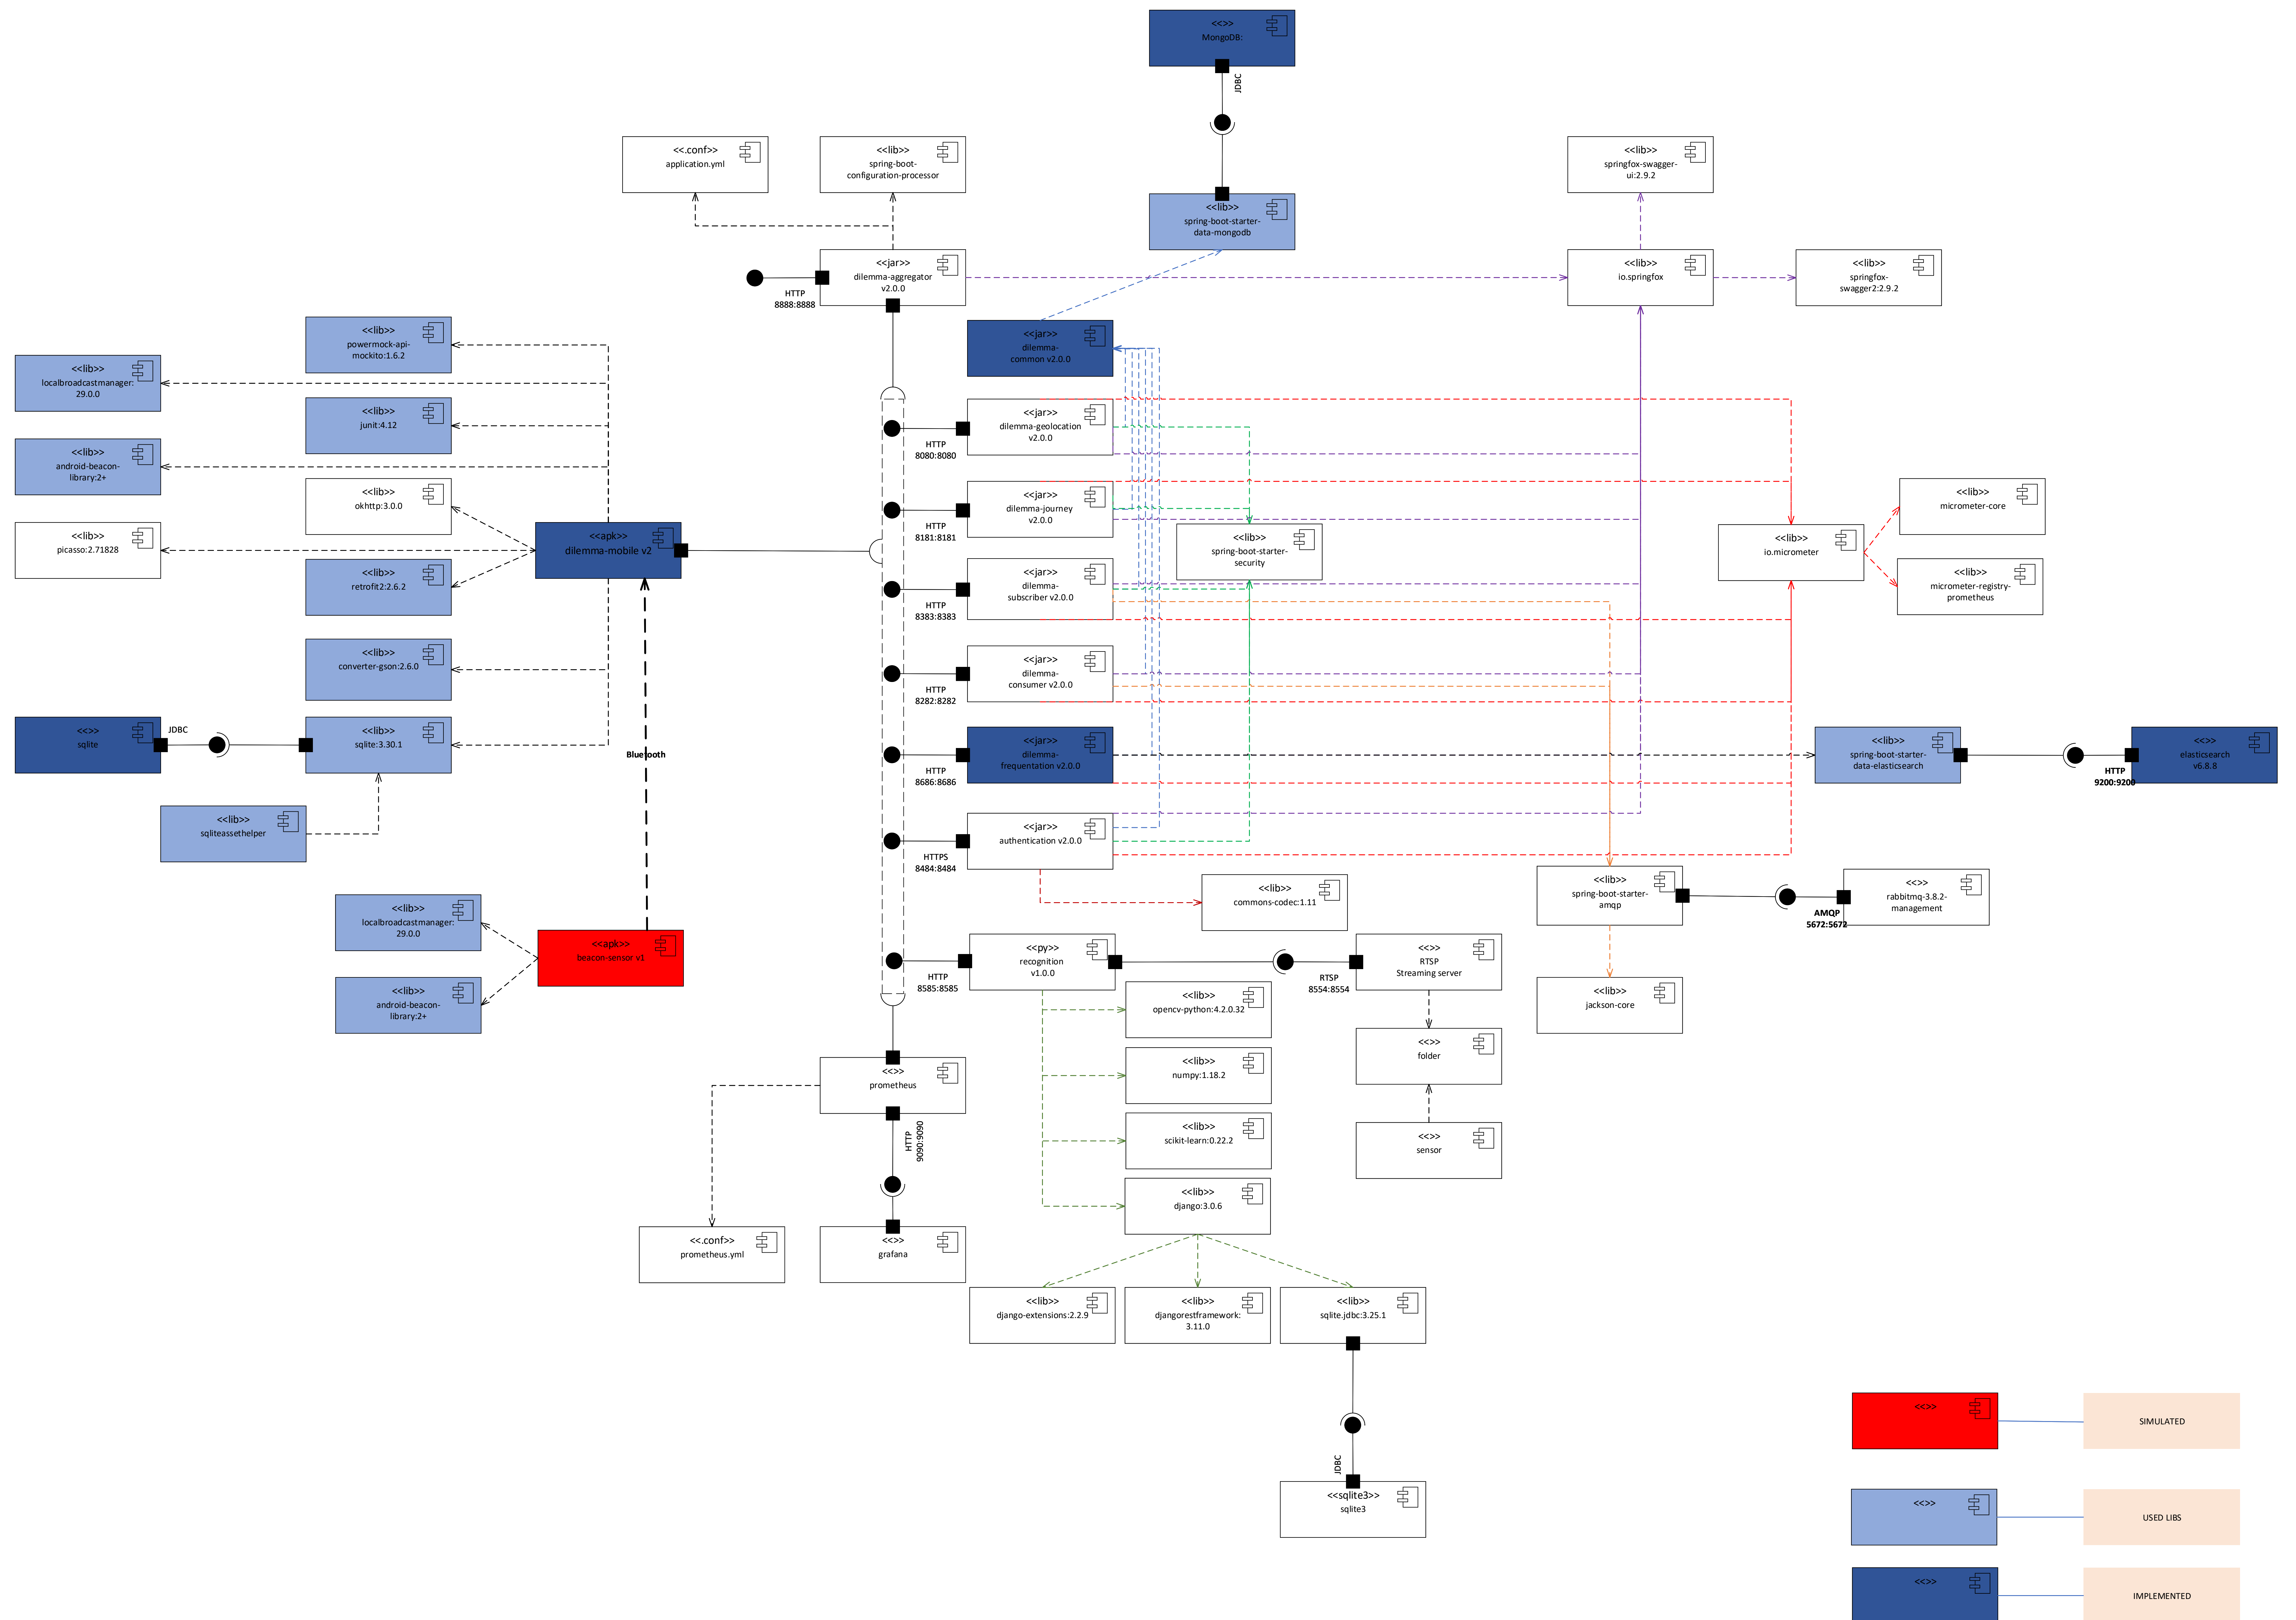 <<>>
MongoDB:
JDBC
<<.conf>>
application.yml
<<lib>>
spring-boot-
configuration-processor
<<lib>>
spring-boot-starter-
data-mongodb
<<lib>>
springfox-swagger-
ui:2.9.2
<<jar>>
dilemma-aggregator
v2.0.0
HTTP
8888:8888
<<lib>>
io.springfox
<<lib>>
springfox-
swagger2:2.9.2
<<lib>>
powermock-api-
mockito:1.6.2
<<jar>>
dilemma-
common v2.0.0
<<lib>>
localbroadcastmanager:
29.0.0
<<lib>>
junit:4.12
<<jar>>
dilemma-geolocation
v2.0.0
HTTP
8080:8080
<<lib>>
android-beacon-
library:2+
<<lib>>
okhttp:3.0.0
<<jar>>
dilemma-journey
v2.0.0
HTTP
8181:8181
<<lib>>
micrometer-core
<<lib>>
picasso:2.71828
<<apk>>
dilemma-mobile v2
<<lib>>
spring-boot-starter-
security
<<lib>>
io.micrometer
<<lib>>
retrofit2:2.6.2
<<jar>>
dilemma-
subscriber v2.0.0
HTTP
8383:8383
<<lib>>
micrometer-registry-
prometheus
<<lib>>
converter-gson:2.6.0
<<jar>>
dilemma-
consumer v2.0.0
HTTP
8282:8282
<<>>
sqlite
JDBC
<<lib>>
sqlite:3.30.1
Bluetooth
<<jar>>
dilemma-
frequentation v2.0.0
HTTP
8686:8686
<<lib>>
spring-boot-starter-
data-elasticsearch
<<>>
elasticsearch
v6.8.8
HTTP
9200:9200
<<lib>>
sqliteassethelper
<<jar>>
authentication v2.0.0
HTTPS
8484:8484
<<lib>>
commons-codec:1.11
<<lib>>
spring-boot-starter-
amqp
<<>>
rabbitmq-3.8.2-
management
AMQP
5672:5672
<<lib>>
localbroadcastmanager:
29.0.0
<<apk>>
beacon-sensor v1
<<py>>
recognition
v1.0.0
HTTP
8585:8585
<<>>
RTSP
Streaming server
RTSP
8554:8554
<<lib>>
android-beacon-
library:2+
<<lib>>
opencv-python:4.2.0.32
<<lib>>
jackson-core
<<>>
folder
<<>>
prometheus
<<lib>>
numpy:1.18.2
HTTP
9090:9090
<<lib>>
scikit-learn:0.22.2
<<>>
sensor
<<lib>>
django:3.0.6
<<.conf>>
prometheus.yml
<<>>
grafana
<<lib>>
django-extensions:2.2.9
<<lib>>
djangorestframework:
3.11.0
<<lib>>
sqlite.jdbc:3.25.1
JDBC
<<sqlite3>>
sqlite3
<<>>
SIMULATED
<<>>
USED LIBS
<<>>
IMPLEMENTED